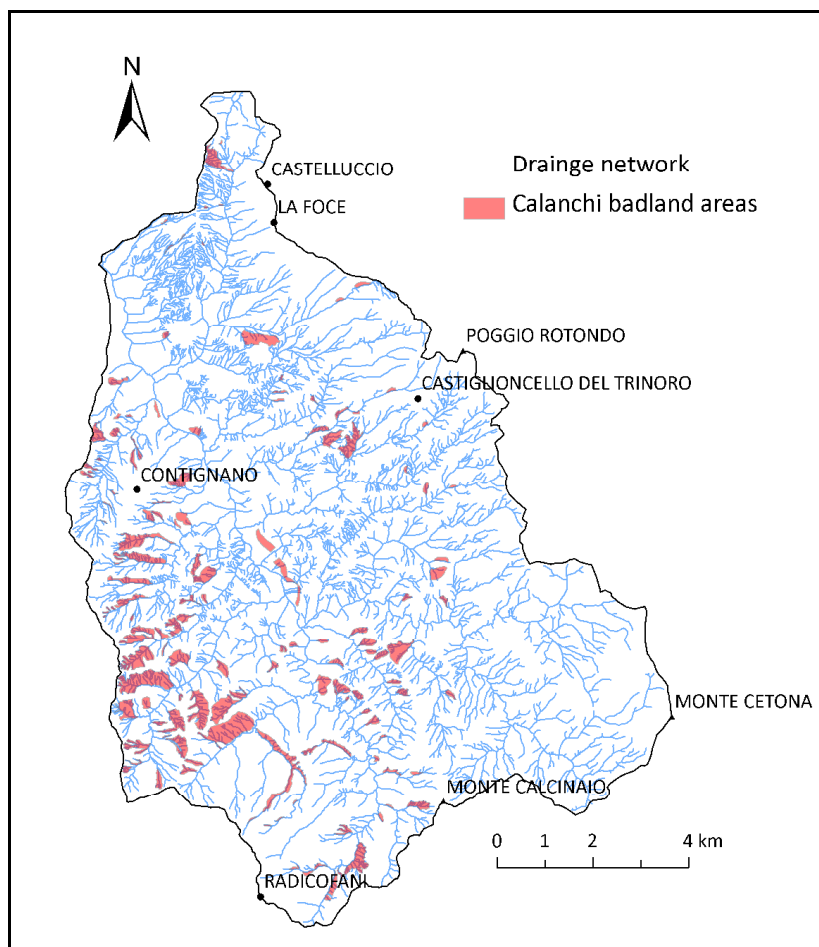 N
CASTELLUCCIO
LA FOCE
Drainge network
Calanchi badland areas
POGGIO ROTONDO
CASTIGLIONCELLO DEL TRINORO
CONTIGNANO
MONTE CETONA
MONTE CALCINAIO
0 1 2 4 km
RADICOFANI